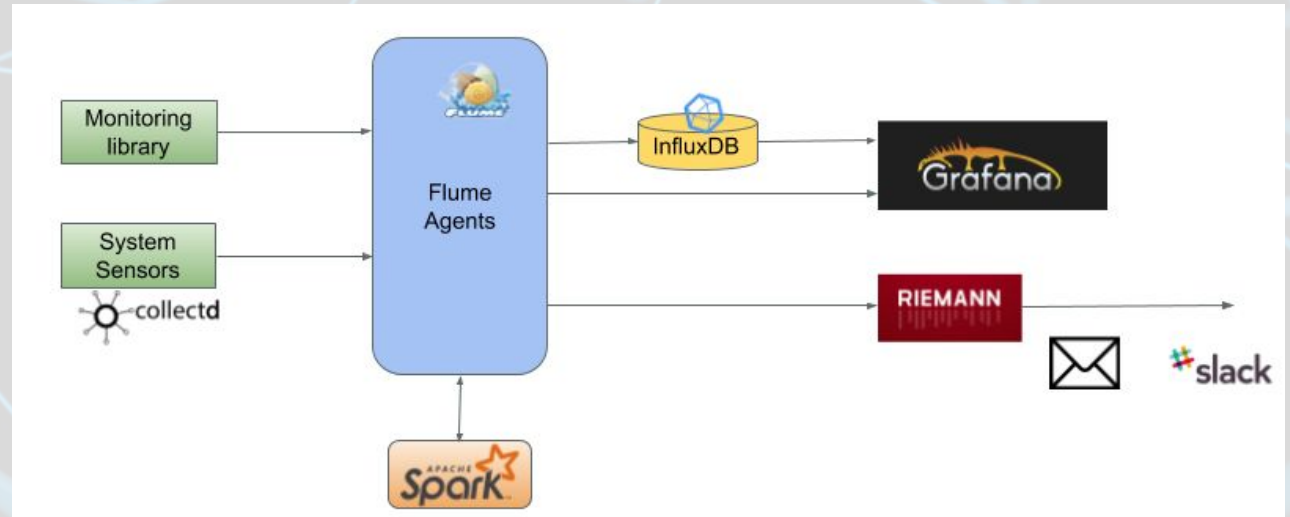 Monitoring
library
System
Sensors
collectd
FLUME
Flume
Agents
InfluxDB
Grafana
RIEMANN
slack
APACHE
Spark